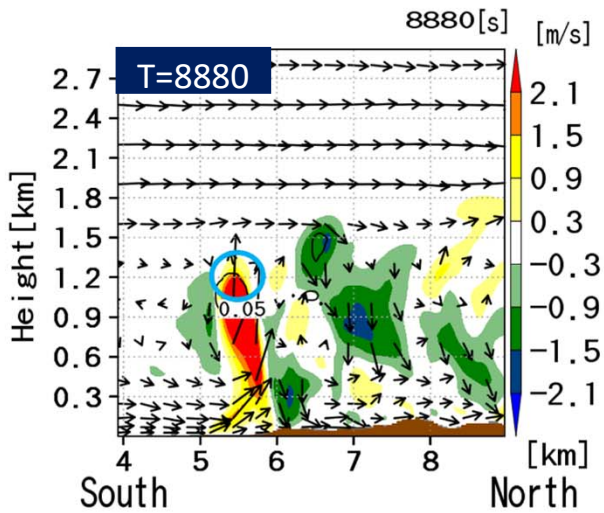 8880[s]
[m/s]
T=8880
2.7
2.4
2.1
1.8
1.5
1.2
0.9
0.6
0.3
Height[km]
0.05
0
2.1
1.5
0.9
0.3
-0.3
-0.9
-1.5
-2.1
4 5 6 7 8
[km]
South North